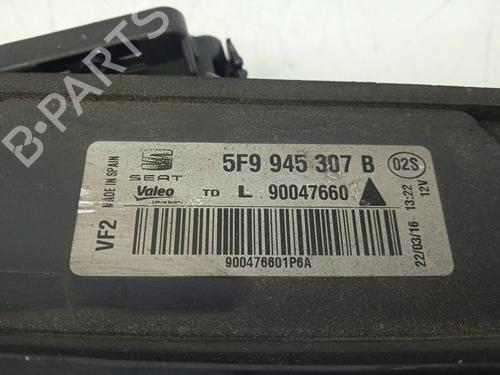 B-PARTS
SEAT
5F9 945 307 B
02S
Valeo
TD L 90047660
MADE IN SPAIN
VF2
900476601P6A
22/03/16 13:22
12V